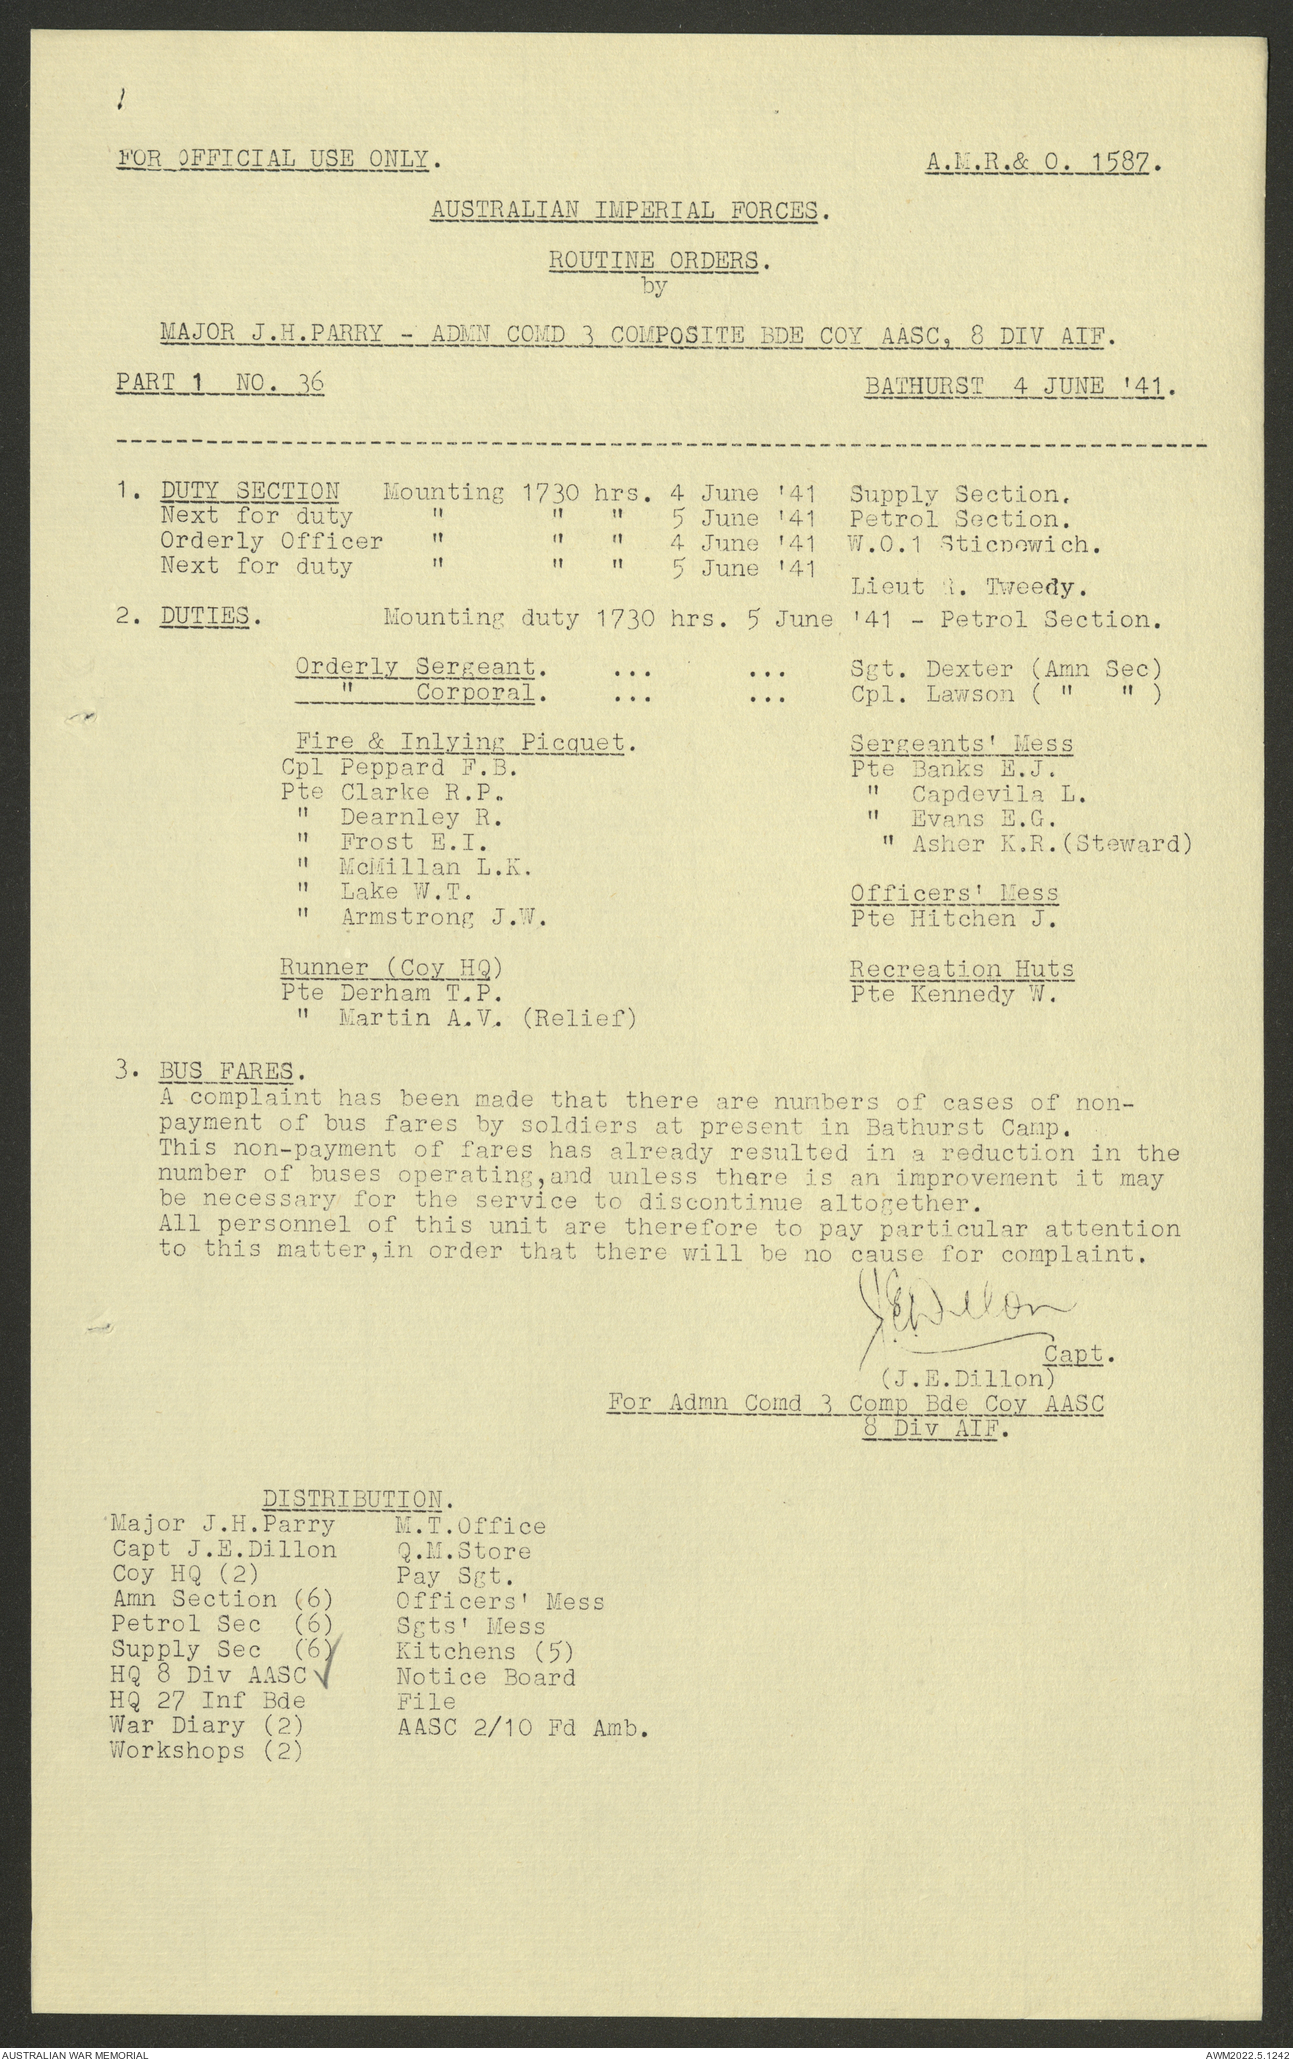 FOR OFFICIAL USE ONLY. A.M.R.& O. 1587.
AUSTRALIAN IMPERIAL FORCES.
ROUTINE ORDERS.
by
MAJOR J.H.PARRY - ADMN COMD 3 COMPOSITE BDE COY AASC, 8 DIV AIF.
PART 1 NO. 36 BATHURST 4 JUNE '41.
1. DUTY SECTION Mounting 1730 hrs. 4 June '41 Supply Section.
Next for duty " " " 5 June '41 Petrol Section.
Orderly Officer " " " 4 June '41 W.O.1 Sticpewich.
Next for duty " " " 5 June '41
Lieut R. Tweedy.
2. DUTIES. Mounting duty 1730 hrs. 5 June '41 - Petrol Section.
Orderly Sergeant. ... ... Sgt. Dexter (Amn Sec)
" Corporal. ... ... Cpl. Lawson ( " " )
Fire & Inlying Picquet. Sergeants' Mess
Cpl Peppard F.B. Pte Banks E.J.
Pte Clarke R.P. " Capdevila L.
" Dearnley R. " Evans E.G.
" Frost E.I. " Asher K.R.(Steward)
" McMillan L.K.
" Lake W.T. Officers' Mess
" Armstrong J.W. Pte Hitchen J.
Runner (Coy HQ) Recreation Huts
Pte Derham T.P. Pte Kennedy W.
" Martin A.V. (Relief)
3. BUS FARES.
A complaint has been made that there are numbers of cases of non-
payment of bus fares by soldiers at present in Bathurst Camp.
This non-payment of fares has already resulted in a reduction in the
number of buses operating,and unless there is an improvement it may
be necessary for the service to discontinue altogether.
All personnel of this unit are therefore to pay particular attention
to this matter,in order that there will be no cause for complaint.
J.E.Dillon
Capt.
(J.E.Dillon)
For Admn Comd 3 Comp Bde Coy AASC
8 Div AIF.
DISTRIBUTION.
Major J.H.Parry M.T.Office
Capt J.E.Dillon Q.M.Store
Coy HQ (2) Pay Sgt.
Amn Section (6) Officers' Mess
Petrol Sec (6) Sgts' Mess
Supply Sec (6) Kitchens (5)
HQ 8 Div AASC Notice Board
HQ 27 Inf Bde File
War Diary (2) AASC 2/10 Fd Amb.
Workshops (2)
AUSTRALIAN WAR MEMORIAL AWM2022.5.1242